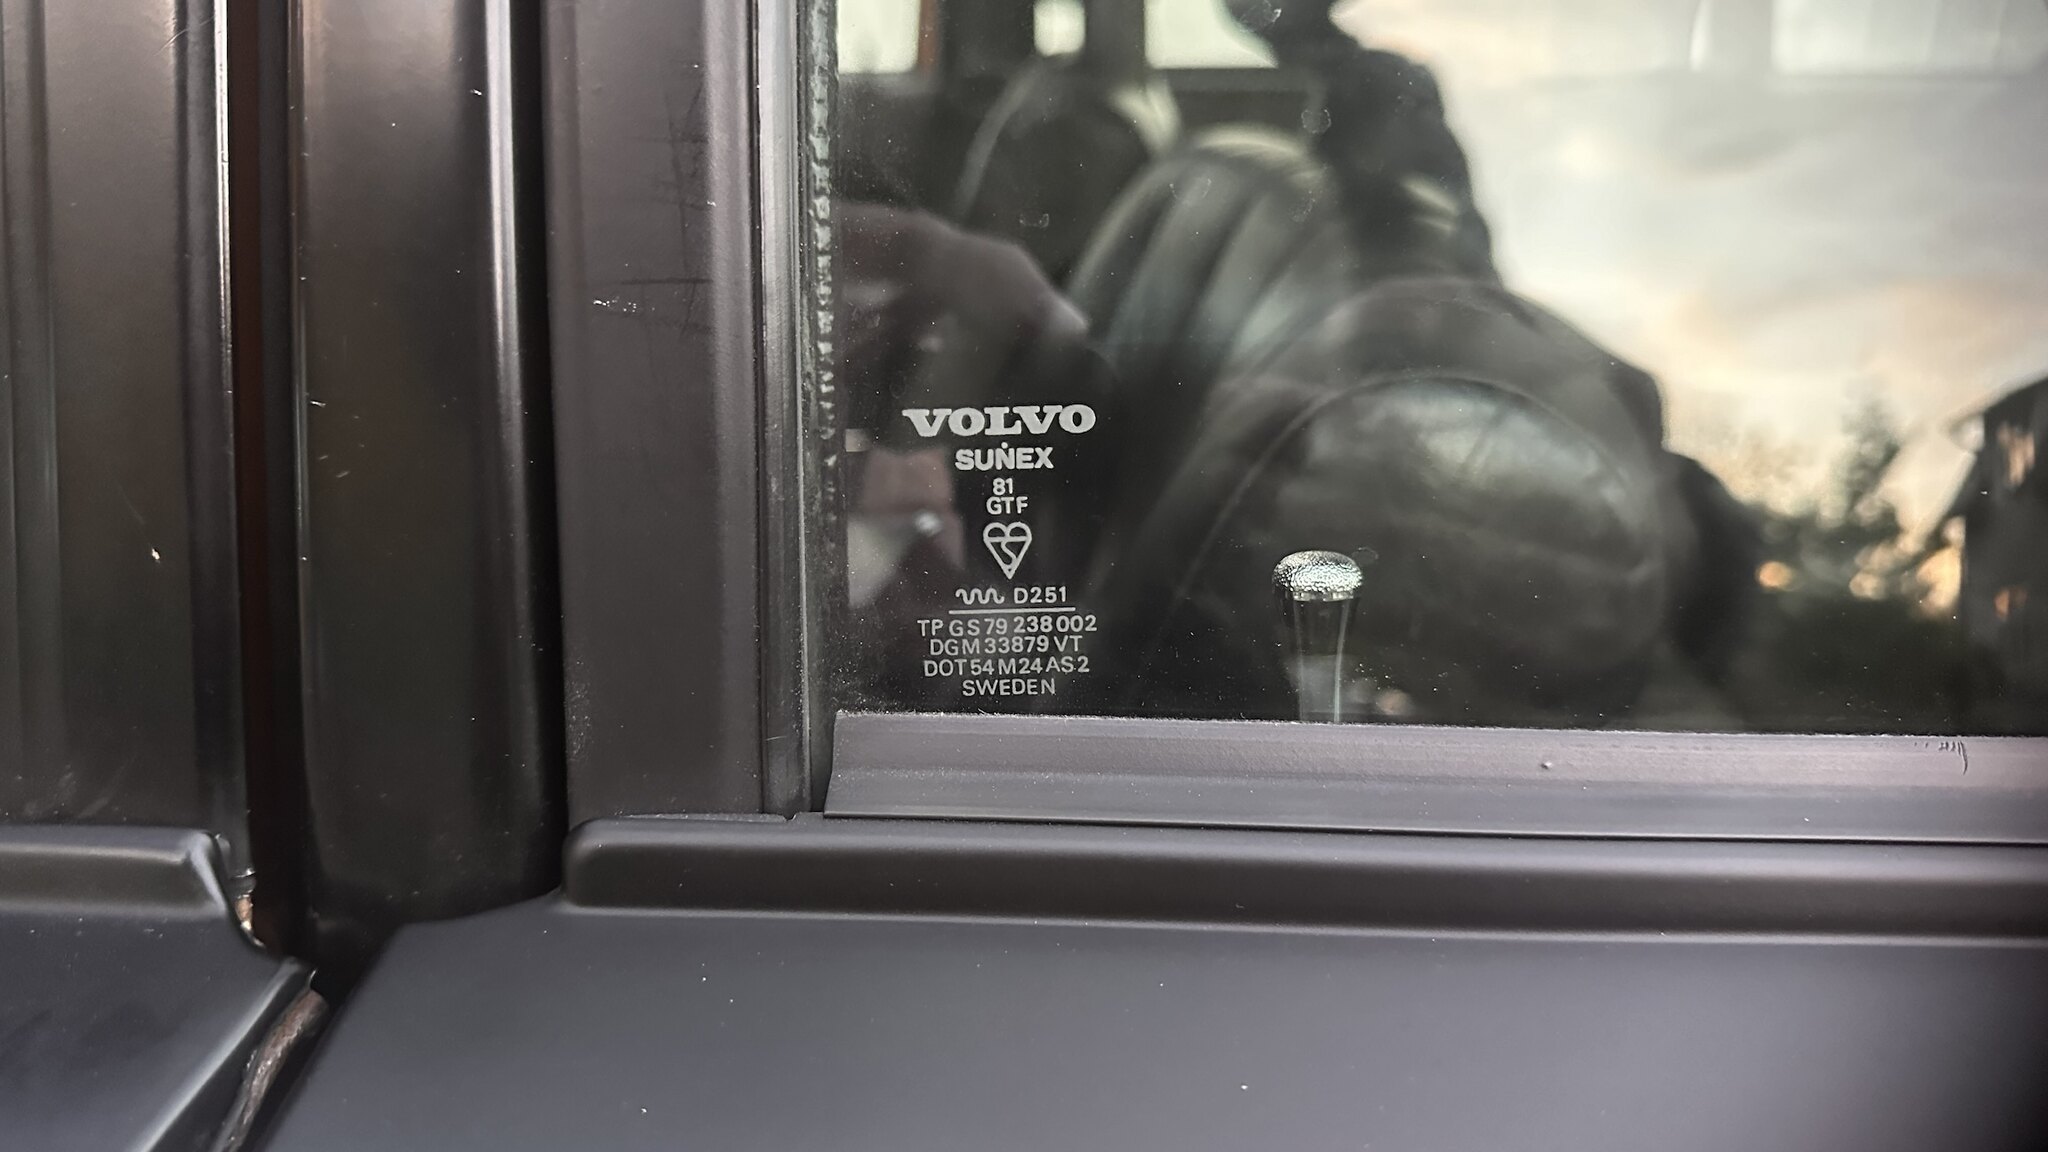 VOLVO
SUNEX
81
GTF
D251
TP GS 79 238 002
DGM 33879 VT
DOT 54 M24 AS2
SWEDEN